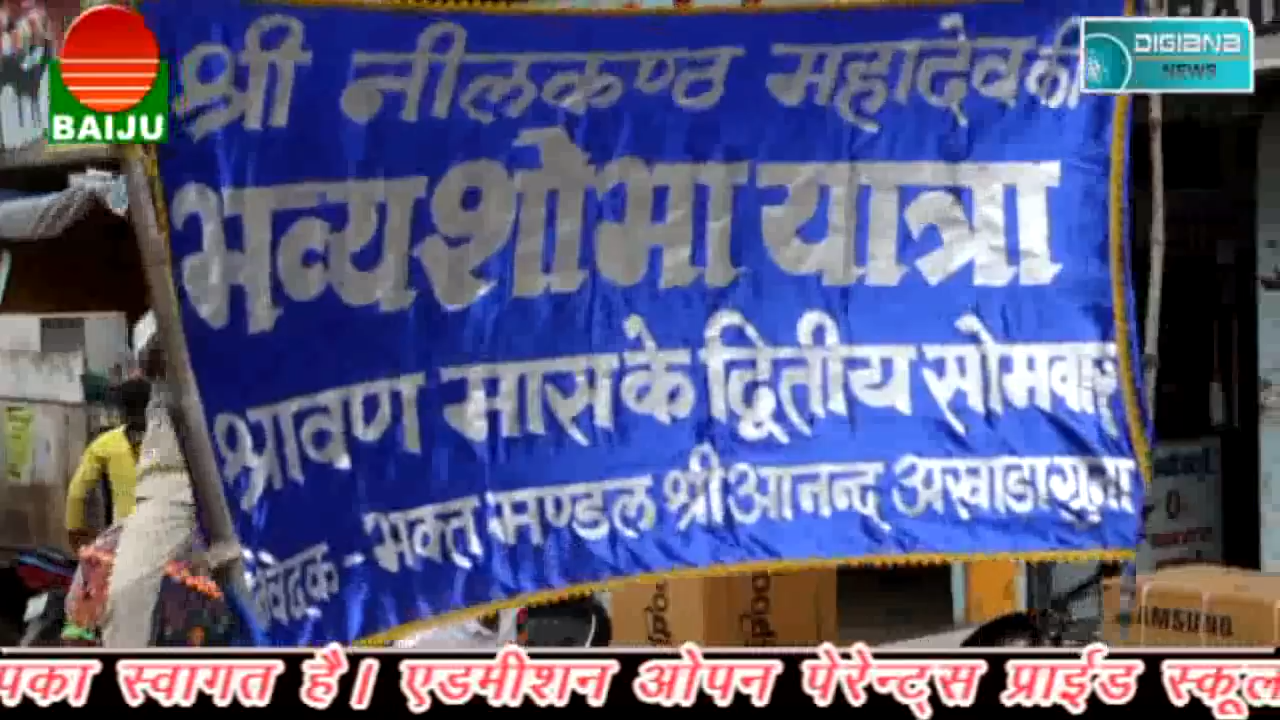 BAIJU
DIGIANA
NEWS
श्री नीलकण्ठ महादेव की
भव्य शोभा यात्रा
श्रावण मास के द्वितीय सोमवार
निवेदक - भक्त मण्डल श्री आनन्द अखाडा गुना
SAMSUNG
पका स्वागत है। एडमीशन ओपन पेरेन्ट्स प्राईड स्कूल